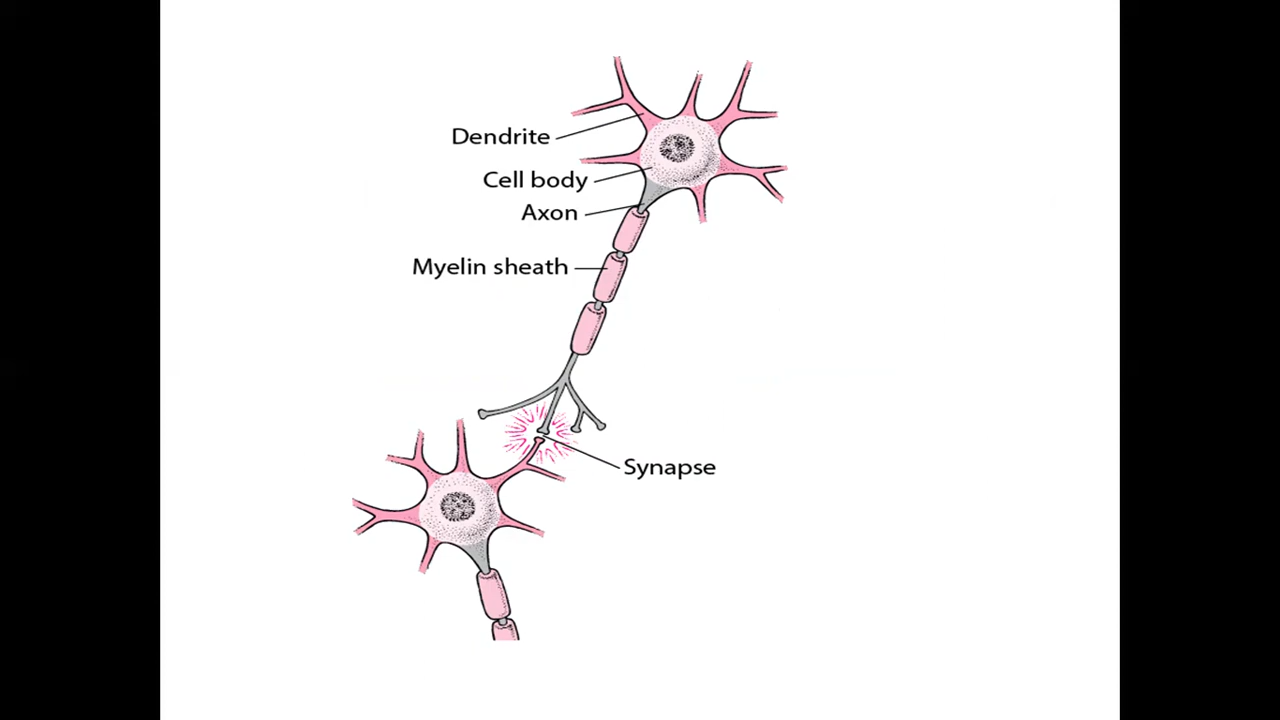 Dendrite
Cell body
Axon
Myelin sheath
Synapse